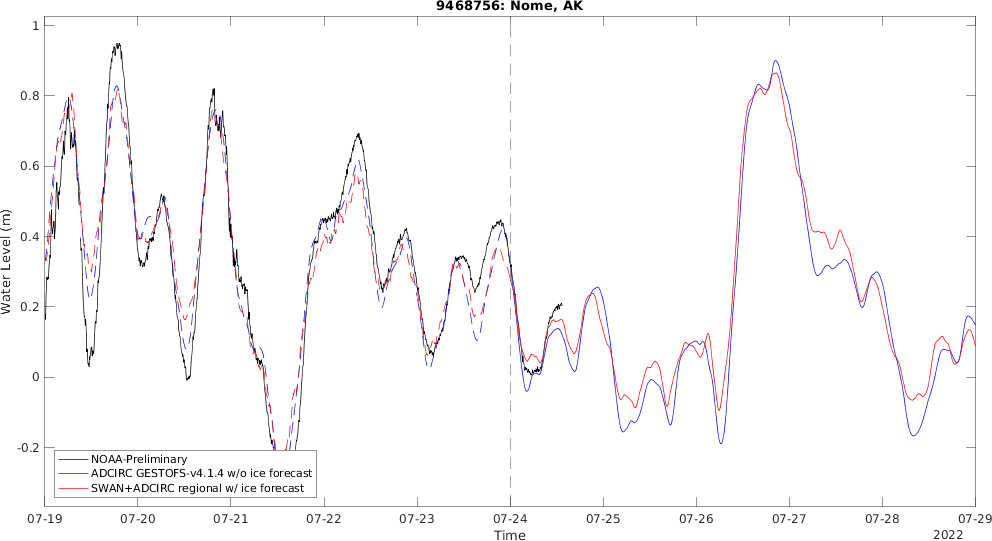 9468756: Nome, AK
1
0.8
0.6
0.4
0.2
0
-0.2
Water Level (m)
NOAA-Preliminary
ADCIRC GESTOFS-v4.1.4 w/o ice forecast
SWAN+ADCIRC regional w/ ice forecast
07-19 07-20 07-21 07-22 07-23 07-24 07-25 07-26 07-27 07-28 07-29
Time
2022